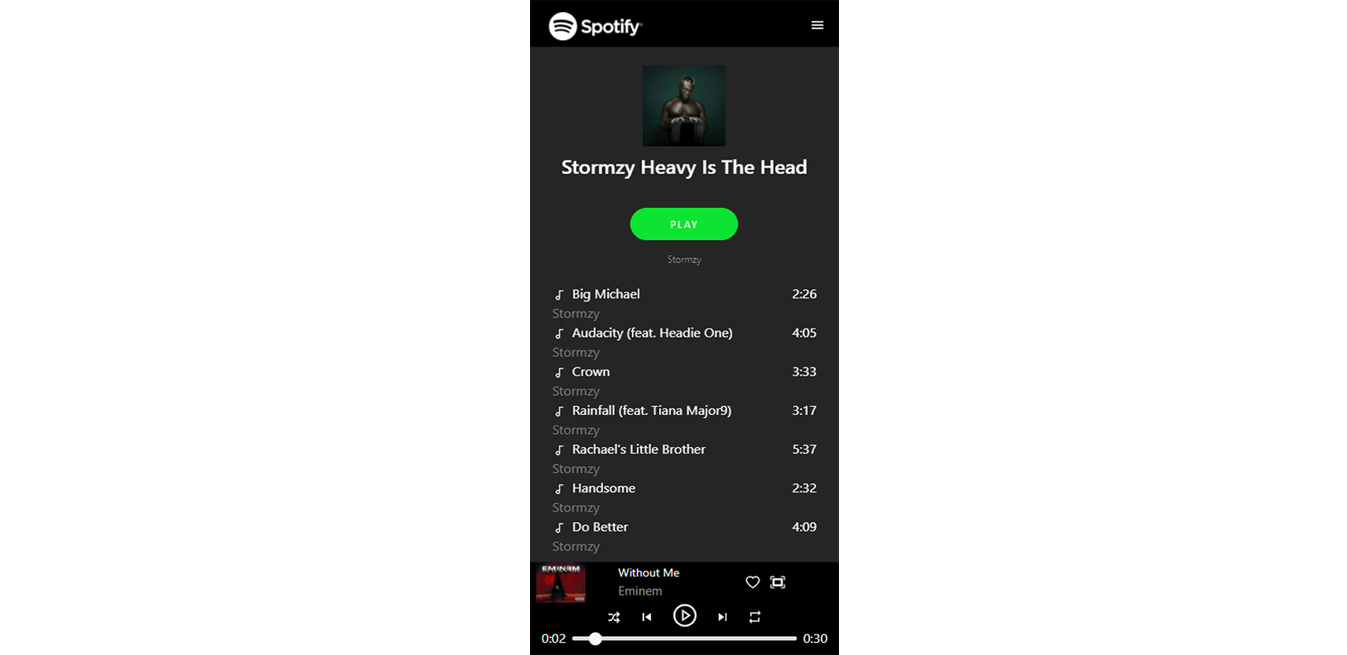 Spotify
Stormzy Heavy Is The Head
PLAY
Stormzy
Big Michael 2:26
Stormzy
Audacity (feat. Headie One) 4:05
Stormzy
Crown 3:33
Stormzy
Rainfall (feat. Tiana Major9) 3:17
Stormzy
Rachael's Little Brother 5:37
Stormzy
Handsome 2:32
Stormzy
Do Better 4:09
Stormzy
EMINEM
Without Me
Eminem
0:02 0:30